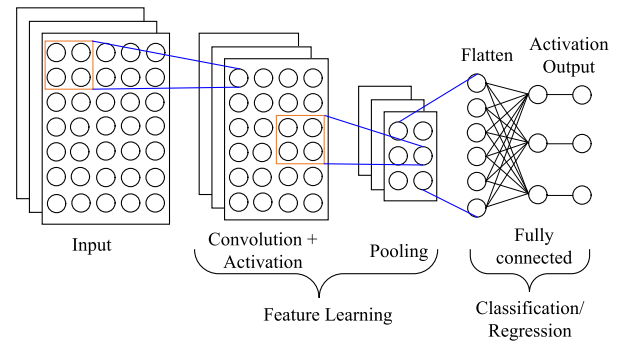 Flatten
Activation
Output
Input
Convolution +
Activation
Pooling
Fully
connected
Feature Learning
Classification/
Regression